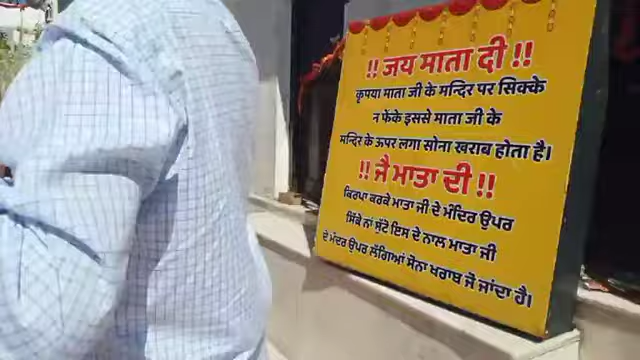 !! जय माता दी !!
कृपया माता जी के मन्दिर पर सिक्के
न फेंके इससे माता जी के
मन्दिर के ऊपर लगा सोना खराब होता है।
!! ਜੈ ਮਾਤਾ ਦੀ !!
ਕਿਰਪਾ ਕਰਕੇ ਮਾਤਾ ਜੀ ਦੇ ਮੰਦਿਰ ਉਪਰ
ਸਿੱਕੇ ਨਾਂ ਸੁੱਟੋ ਇਸ ਦੇ ਨਾਲ ਮਾਤਾ ਜੀ
ਦੇ ਮੰਦਰ ਉਪਰ ਲੱਗਿਆਂ ਸੋਨਾ ਖਰਾਬ ਜੋ ਜਾਂਦਾ ਹੈ।